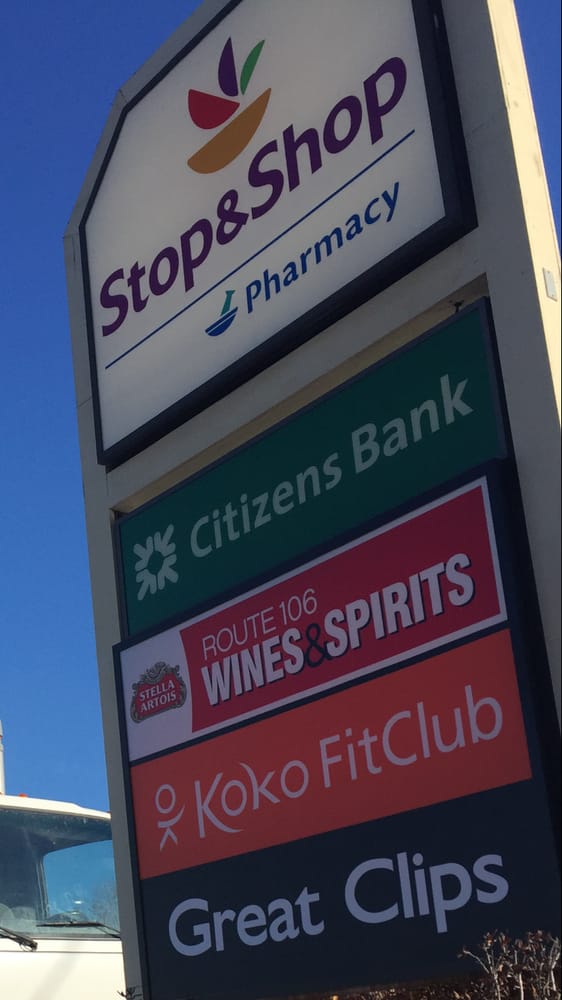 Stop&Shop
Pharmacy
Citizens Bank
STELLA
ARTOIS
ROUTE 106
WINES&SPIRITS
Koko FitClub
Great Clips